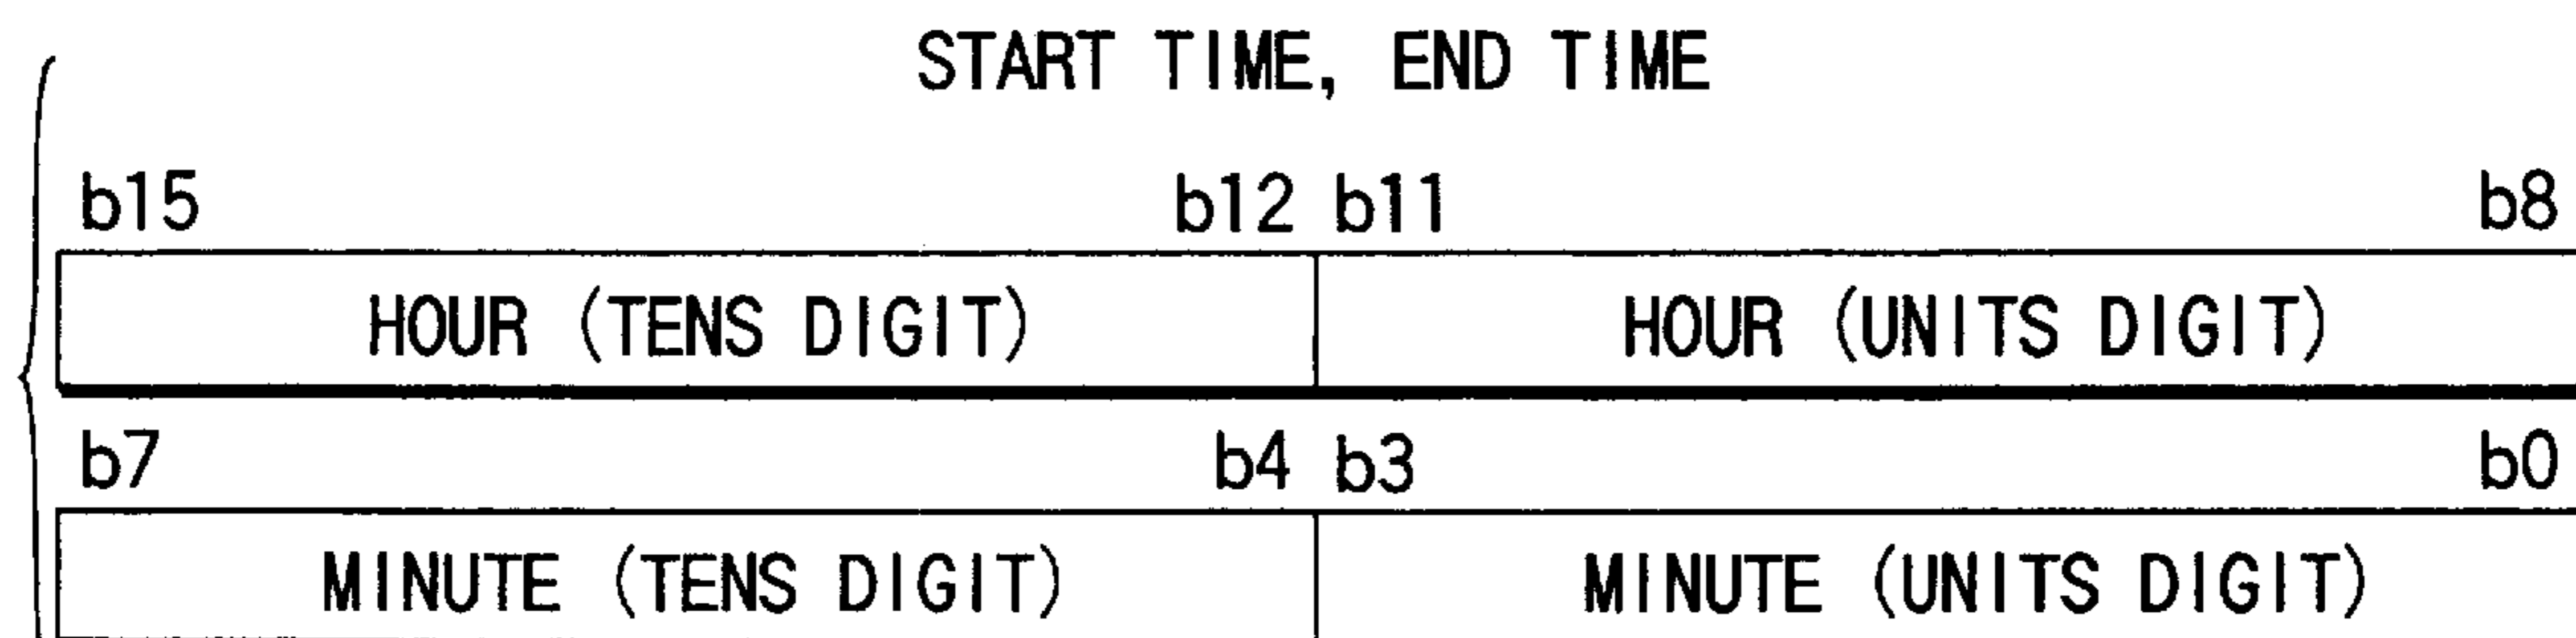 START TIME, END TIME
b15 b12 b11 b8
HOUR (TENS DIGIT) HOUR (UNITS DIGIT)
b7 b4 b3 b0
MINUTE (TENS DIGIT) MINUTE (UNITS DIGIT)